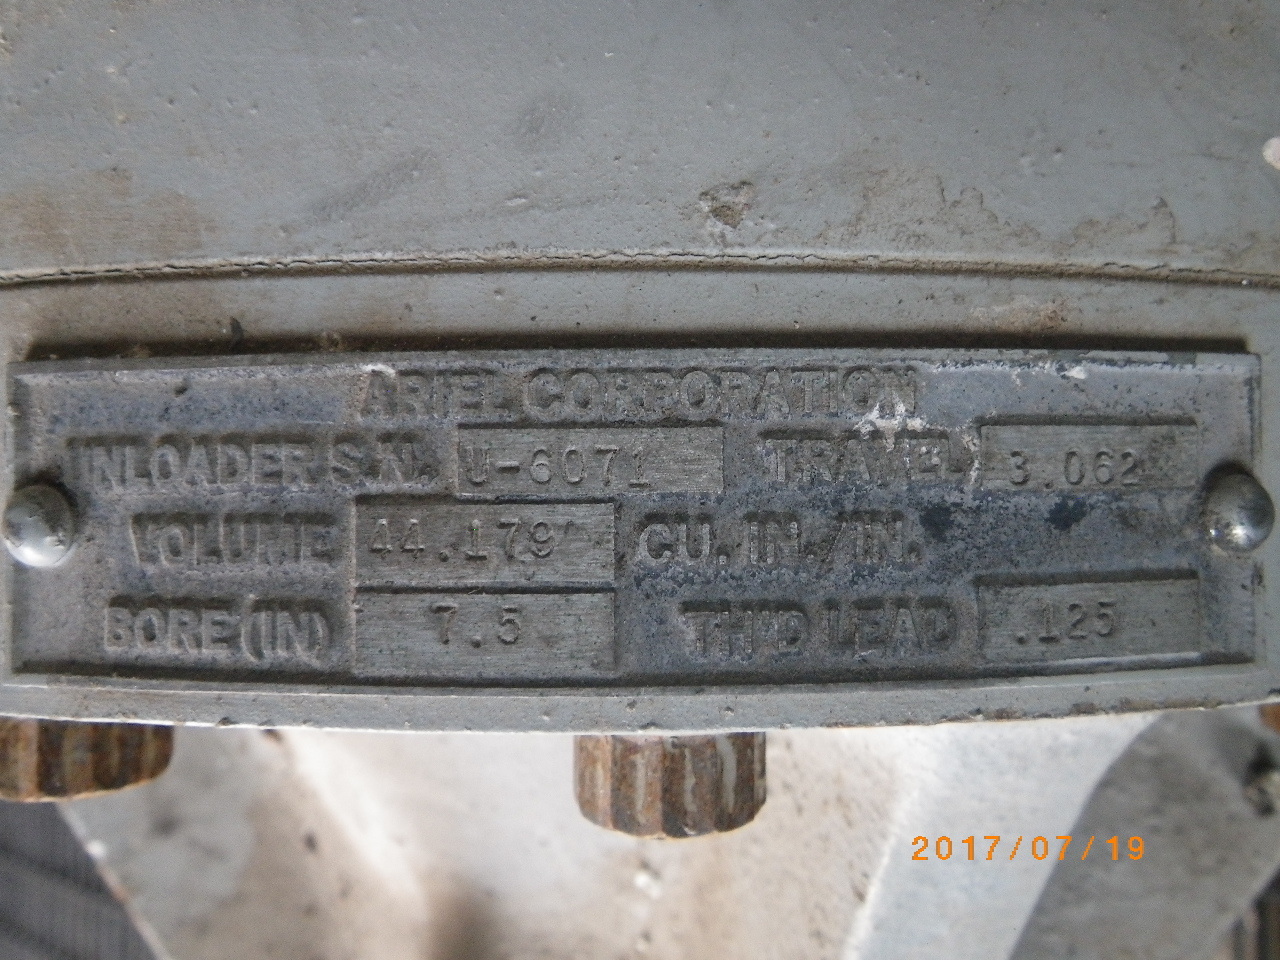 ARIEL CORPORATION
UNLOADER S.N. U-6071 TRAVEL 3.062
VOLUME 44.179 CU. IN./IN.
BORE (IN) 7.5 TH'D LEAD .125
2017/07/19